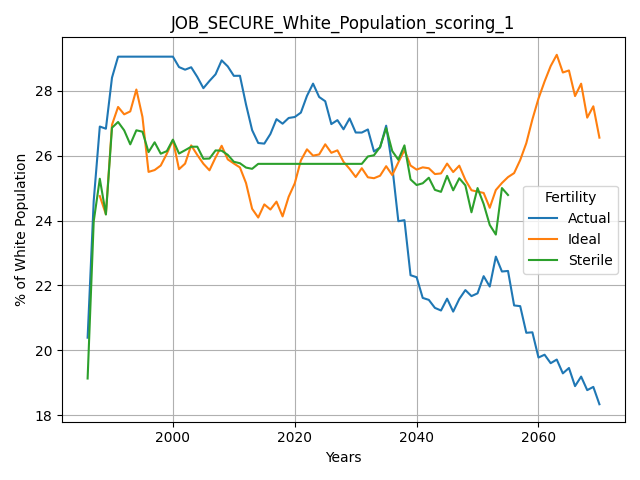 JOB_SECURE_White_Population_scoring_1
% of White Population
28
26
24
22
20
18
2000 2020 2040 2060
Years
Fertility
Actual
Ideal
Sterile